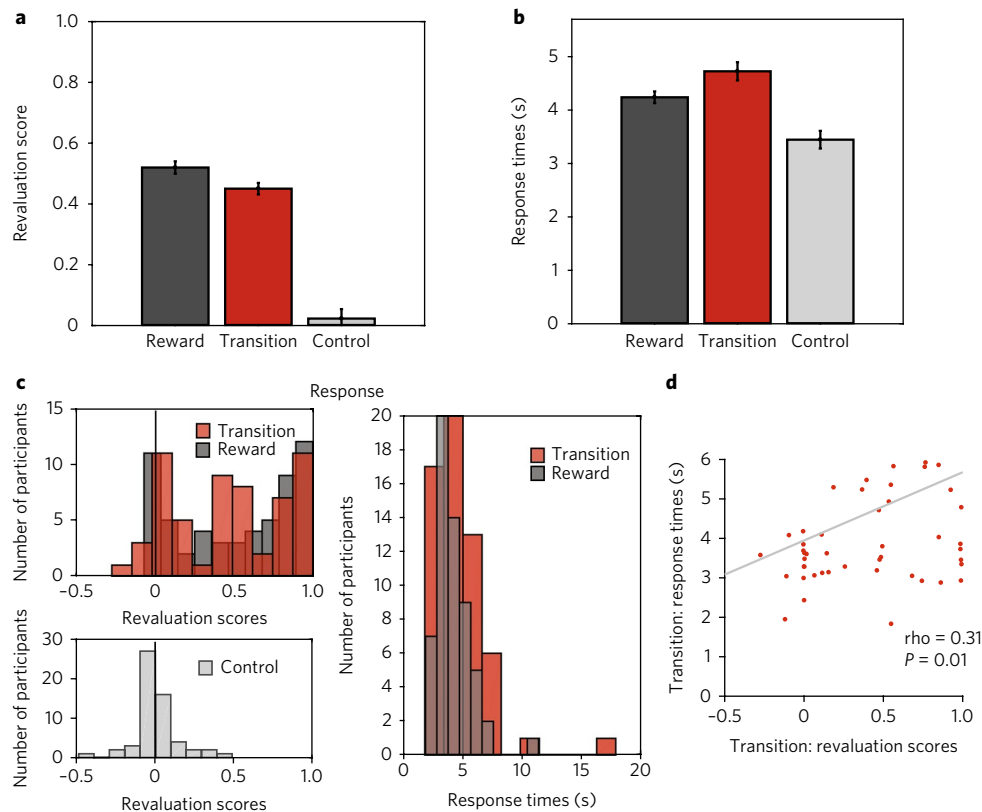 a
1.0
0.8
0.6
0.4
0.2
0
Revaluation score
Reward Transition Control
b
5
4
3
2
1
0
Response times (s)
Reward Transition Control
c
Response
15
10
5
0
Number of participants
Transition
Reward
−0.5 0 0.5 1.0
Revaluation scores
30
20
10
0
Number of participants
Control
−0.5 0 0.5 1.0
Revaluation scores
20
18
16
14
12
10
8
6
4
2
0
Number of participants
Transition
Reward
0 5 10 15 20
Response times (s)
d
6
5
4
3
2
1
0
Transition: response times (s)
rho = 0.31
P = 0.01
−0.5 0 0.5 1.0
Transition: revaluation scores